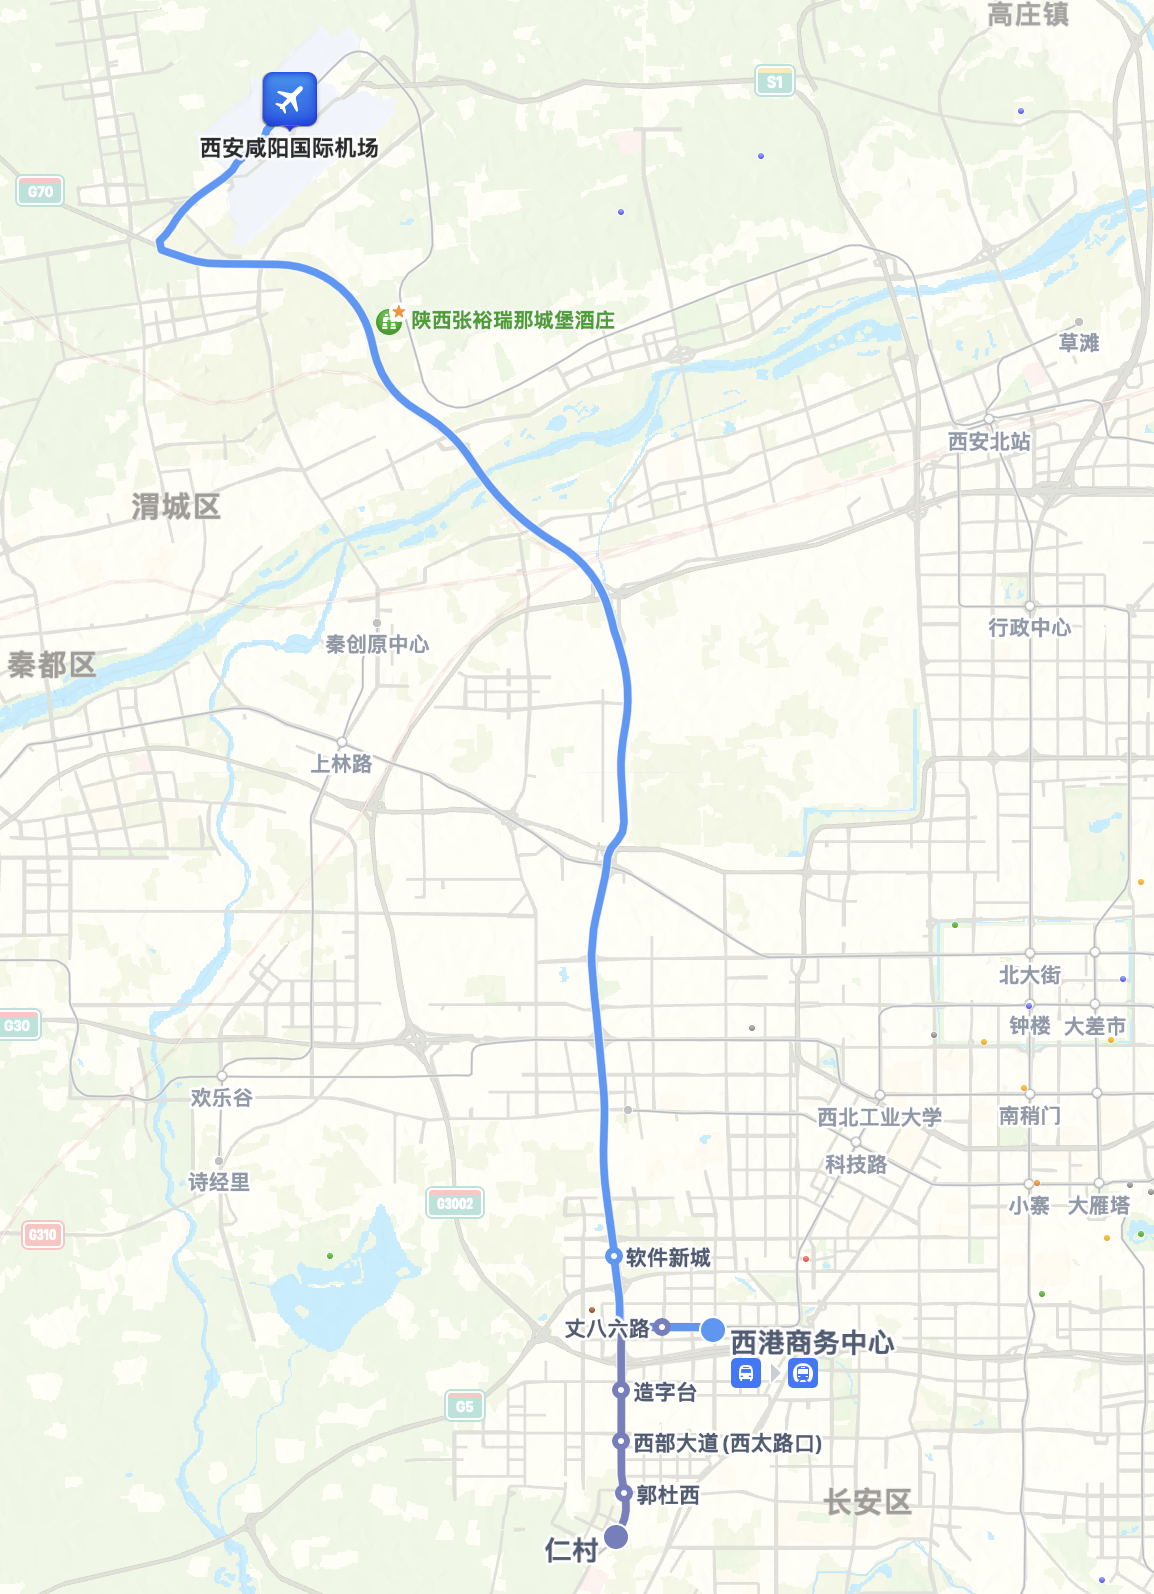 高庄镇
S1
西安咸阳国际机场
G70
陕西张裕瑞那城堡酒庄
草滩
西安北站
渭城区
行政中心
秦创原中心
秦都区
上林路
北大街
G30
钟楼
大差市
欢乐谷
西北工业大学
南稍门
科技路
诗经里
G3002
小寨
大雁塔
G310
软件新城
丈八六路
西港商务中心
造字台
G5
西部大道(西太路口)
郭杜西
长安区
仁村